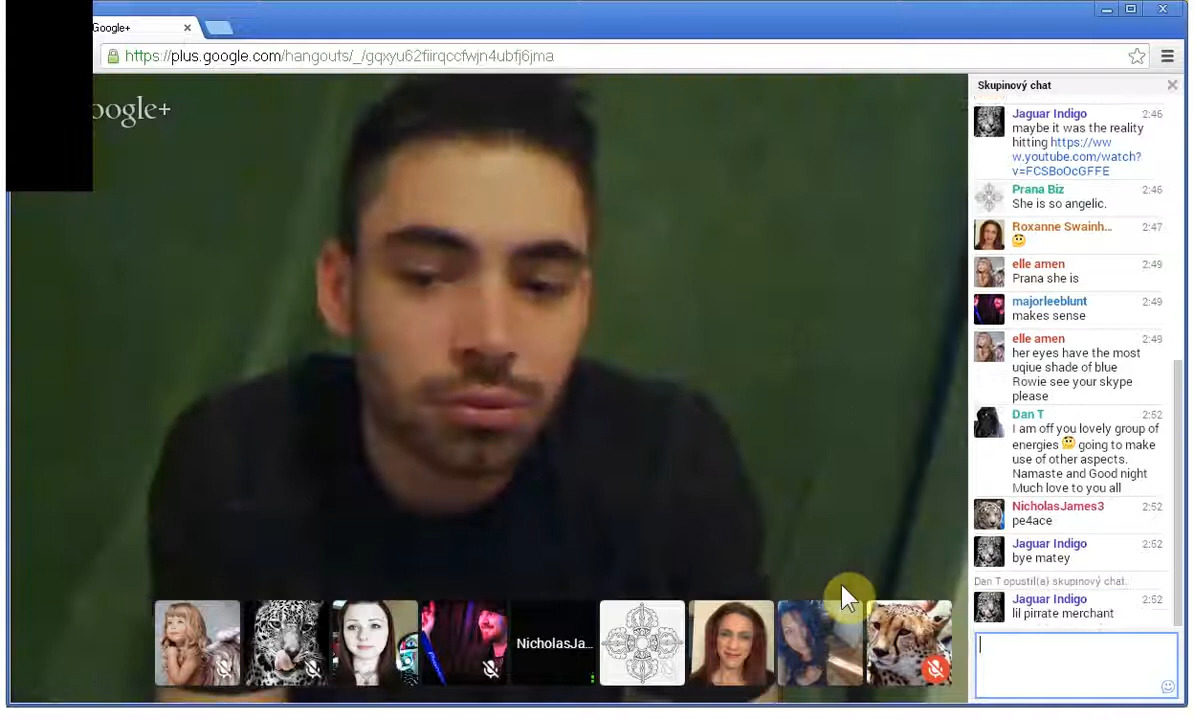 Google+
https://plus.google.com/hangouts/_/gqxyu62fiirqccfwjn4ubfj6jma
oogle+
Skupinový chat
Jaguar Indigo 2:46
maybe it was the reality
hitting https://ww
w.youtube.com/watch?
v=FCSBoOcGFFE
Prana Biz 2:46
She is so angelic.
Roxanne Swainh... 2:47
elle amen 2:49
Prana she is
majorleeblunt 2:49
makes sense
elle amen 2:49
her eyes have the most
uqiue shade of blue
Rowie see your skype
please
Dan T 2:52
I am off you lovely group of
energies going to make
use of other aspects.
Namaste and Good night
Much love to you all
NicholasJames3 2:52
pe4ace
Jaguar Indigo 2:52
bye matey
Dan T opustil(a) skupinový chat.
Jaguar Indigo 2:52
lil pirrate merchant
NicholasJa...